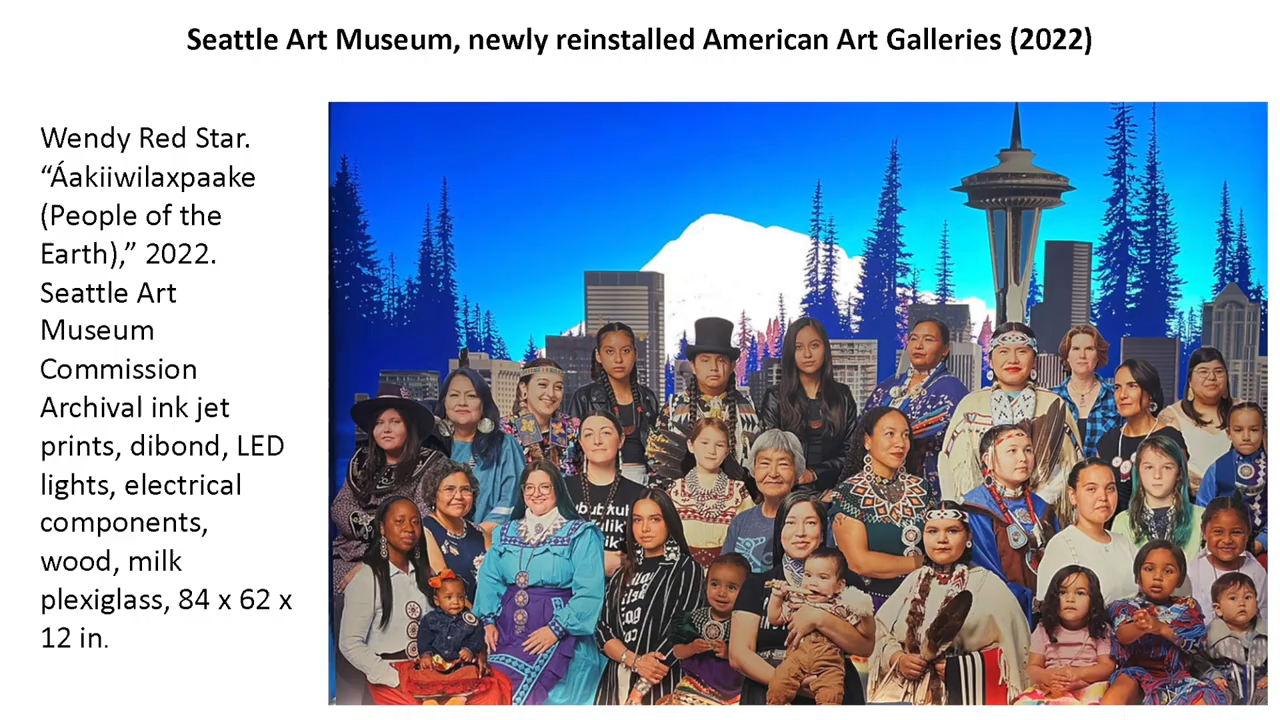 Seattle Art Museum, newly reinstalled American Art Galleries (2022)
Wendy Red Star.
“Áakiiwilaxpaake
(People of the
Earth),” 2022.
Seattle Art
Museum
Commission
Archival ink jet
prints, dibond, LED
lights, electrical
components,
wood, milk
plexiglass, 84 x 62 x
12 in.